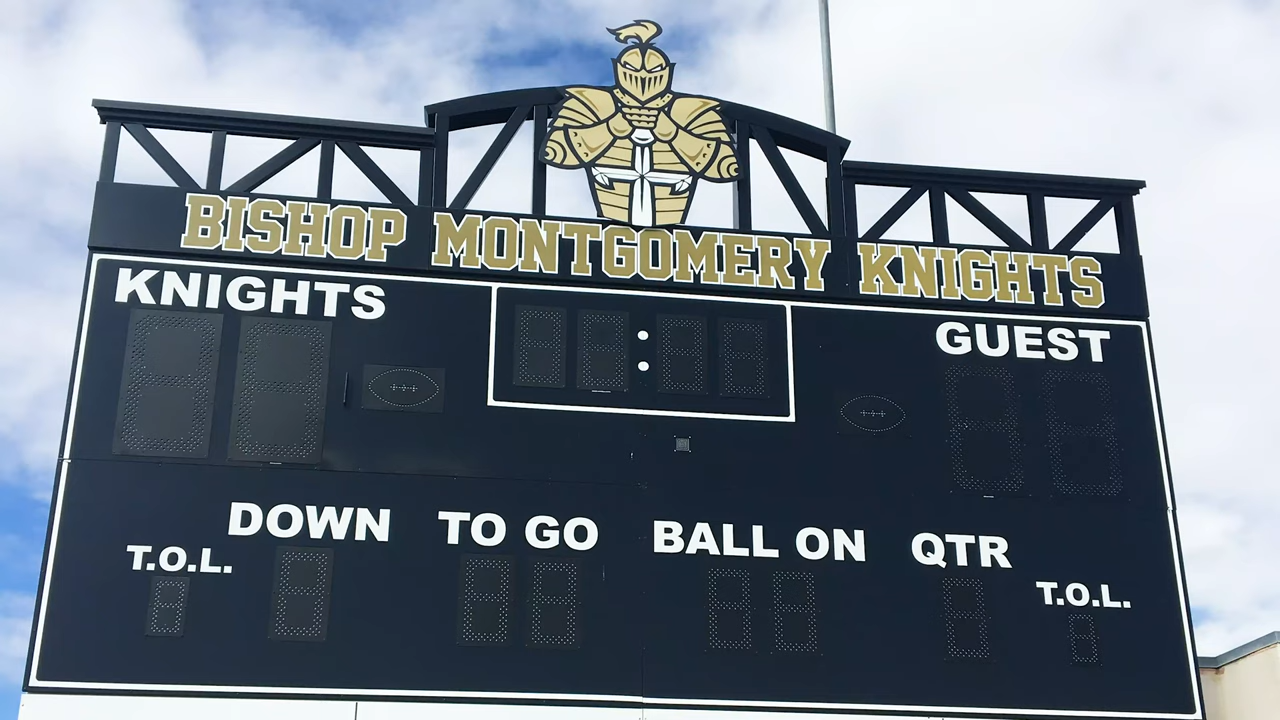 BISHOP MONTGOMERY KNIGHTS
KNIGHTS
GUEST
DOWN TO GO BALL ON QTR
T.O.L. T.O.L.